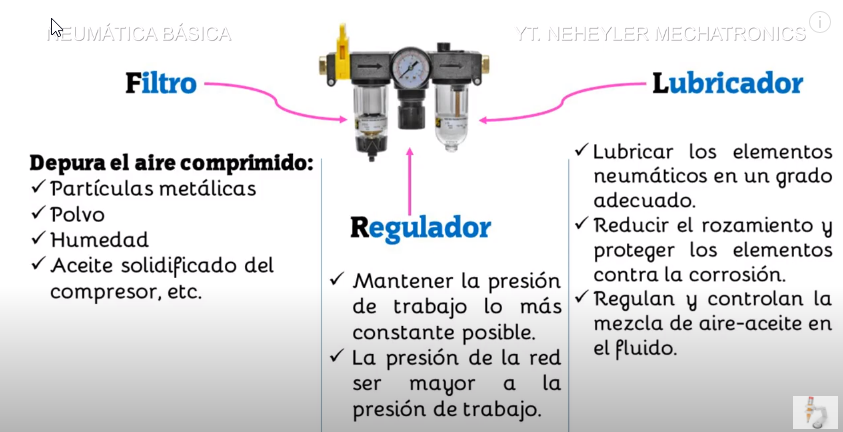 NEUMÁTICA BÁSICA
YT. NEHEYLER MECHATRONICS
Filtro
Lubricador
Depura el aire comprimido:
✓ Partículas metálicas
✓ Polvo
✓ Humedad
✓ Aceite solidificado del
compresor, etc.
Regulador
✓ Mantener la presión
de trabajo lo más
constante posible.
✓ La presión de la red
ser mayor a la
presión de trabajo.
✓ Lubricar los elementos
neumáticos en un grado
adecuado.
✓ Reducir el rozamiento y
proteger los elementos
contra la corrosión.
✓ Regulan y controlan la
mezcla de aire-aceite en
el fluido.